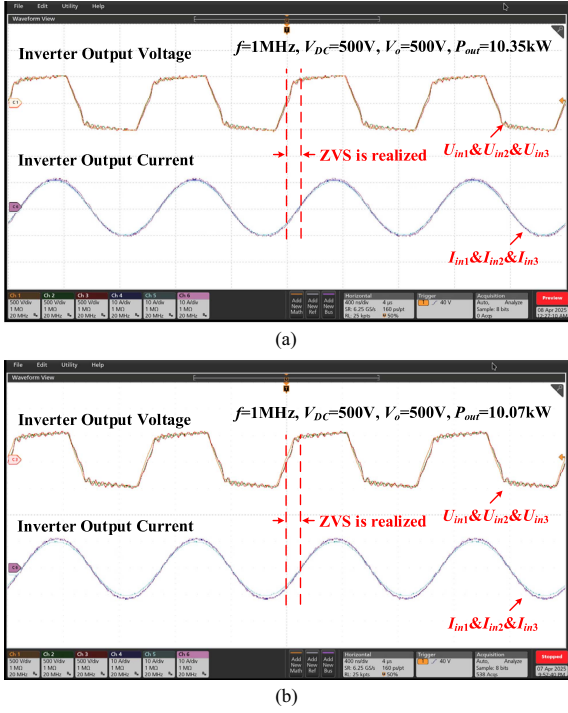 (a)
File Edit Utility Help
Waveform View
Inverter Output Voltage
f=1MHz, VDC=500V, Vo=500V, Pout=10.35kW
Uin1&Uin2&Uin3
Inverter Output Current
ZVS is realized
Iin1&Iin2&Iin3
Ch 1 Ch 2 Ch 3 Ch 4 Ch 5 Ch 6
500 V/div 500 V/div 500 V/div 10 A/div 10 A/div 10 A/div
1 MΩ 1 MΩ 1 MΩ 1 MΩ 1 MΩ 1 MΩ
20 MHz 20 MHz 20 MHz 20 MHz 20 MHz 20 MHz
Add New Math
Add New Ref
Add New Bus
Horizontal
400 ns/div 4 µs
SR: 6.25 GS/s 160 ps/pt
RL: 25 kpts 50%
Trigger
40 V
Acquisition
Auto, Analyze
Sample: 8 bits
0 Acqs
Preview
08 Apr 2025
(a)
File Edit Utility Help
Waveform View
Inverter Output Voltage
f=1MHz, VDC=500V, Vo=500V, Pout=10.07kW
Uin1&Uin2&Uin3
Inverter Output Current
ZVS is realized
Iin1&Iin2&Iin3
Ch 1 Ch 2 Ch 3 Ch 4 Ch 5 Ch 6
500 V/div 500 V/div 500 V/div 10 A/div 10 A/div 10 A/div
1 MΩ 1 MΩ 1 MΩ 1 MΩ 1 MΩ 1 MΩ
20 MHz 20 MHz 20 MHz 20 MHz 20 MHz 20 MHz
Add New Math
Add New Ref
Add New Bus
Horizontal
400 ns/div 4 µs
SR: 6.25 GS/s 160 ps/pt
RL: 25 kpts 50%
Trigger
40 V
Acquisition
Auto, Analyze
Sample: 8 bits
538 Acqs
Stopped
07 Apr 2025
(b)